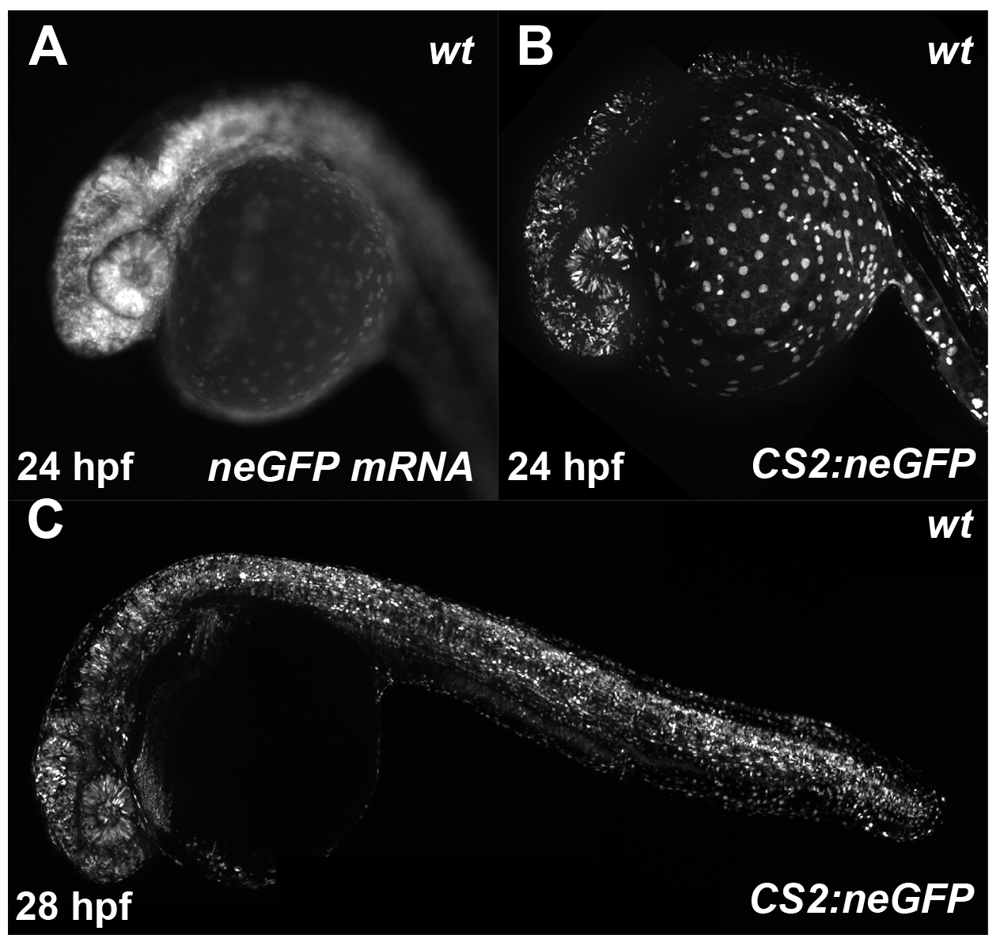 A
wt
24 hpf
neGFP mRNA
B
wt
24 hpf
CS2:neGFP
C
wt
28 hpf
CS2:neGFP